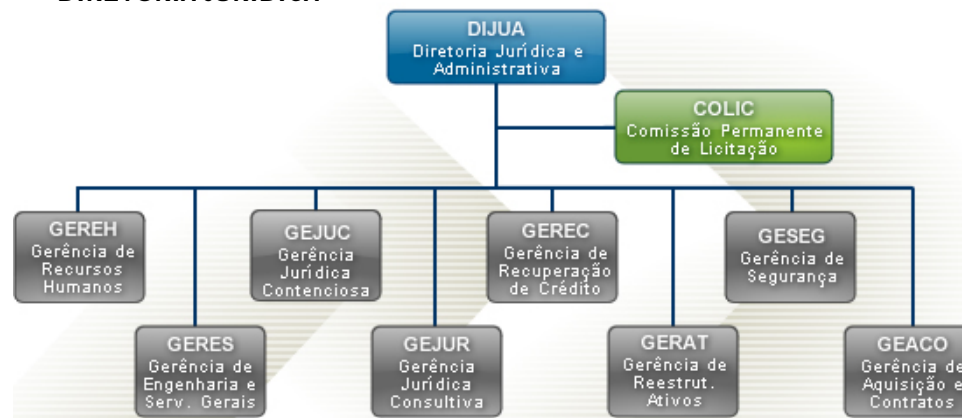 DIRETORIA JURÍDICA
DIJUA
Diretoria Jurídica e
Administrativa
COLIC
Comissão Permanente
de Licitação
GEREH
Gerência de
Recursos
Humanos
GEJUC
Gerência
Jurídica
Contenciosa
GEREC
Gerência de
Recuperação
de Crédito
GESEG
Gerência de
Segurança
GERES
Gerência de
Engenharia e
Serv. Gerais
GEJUR
Gerência
Jurídica
Consultiva
GERAT
Gerência de
Reestrut.
Ativos
GEACO
Gerência de
Aquisição e
Contratos